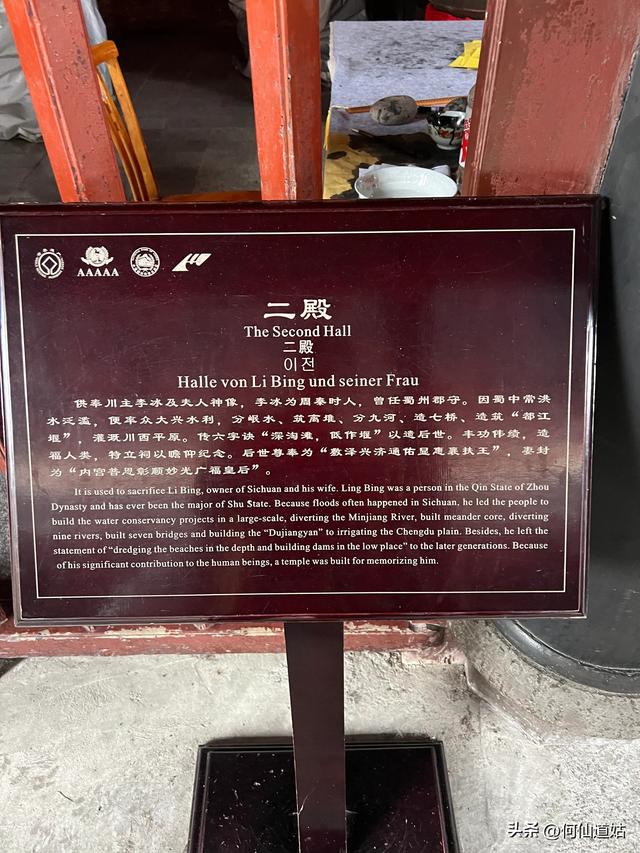 AAAAA
二殿
The Second Hall
二殿
이전
Halle von Li Bing und seiner Frau
供奉川主李冰及夫人神像，李冰为周秦时人，曾任蜀州郡守。因蜀中常洪
水泛滥，便率众大兴水利，分岷水、筑高堆、分九河、造七桥、造筑“都江
堰”，灌溉川西平原。传六字诀“深淘滩，低作堰”以造后世。丰功伟绩，造
福人类，特立祠以瞻仰纪念。后世尊奉为“敷泽兴济通佑显惠襄扶王”，妻封
为“内宫普恩彰顺妙光广福皇后”。
It is used to sacrifice Li Bing, owner of Sichuan and his wife. Ling Bing was a person in the Qin State of Zhou
Dynasty and has ever been the major of Shu State. Because floods often happened in Sichuan, he led the people to
build the water conservancy projects in a large-scale, diverting the Minjiang River, built meander core, diverting
nine rivers, built seven bridges and building the “Dujiangyan” to irrigating the Chengdu plain. Besides, he left the
statement of “dredging the beaches in the depth and building dams in the low place” to the later generations. Because
of his significant contribution to the human beings, a temple was built for memorizing him.
头条 @何仙道姑